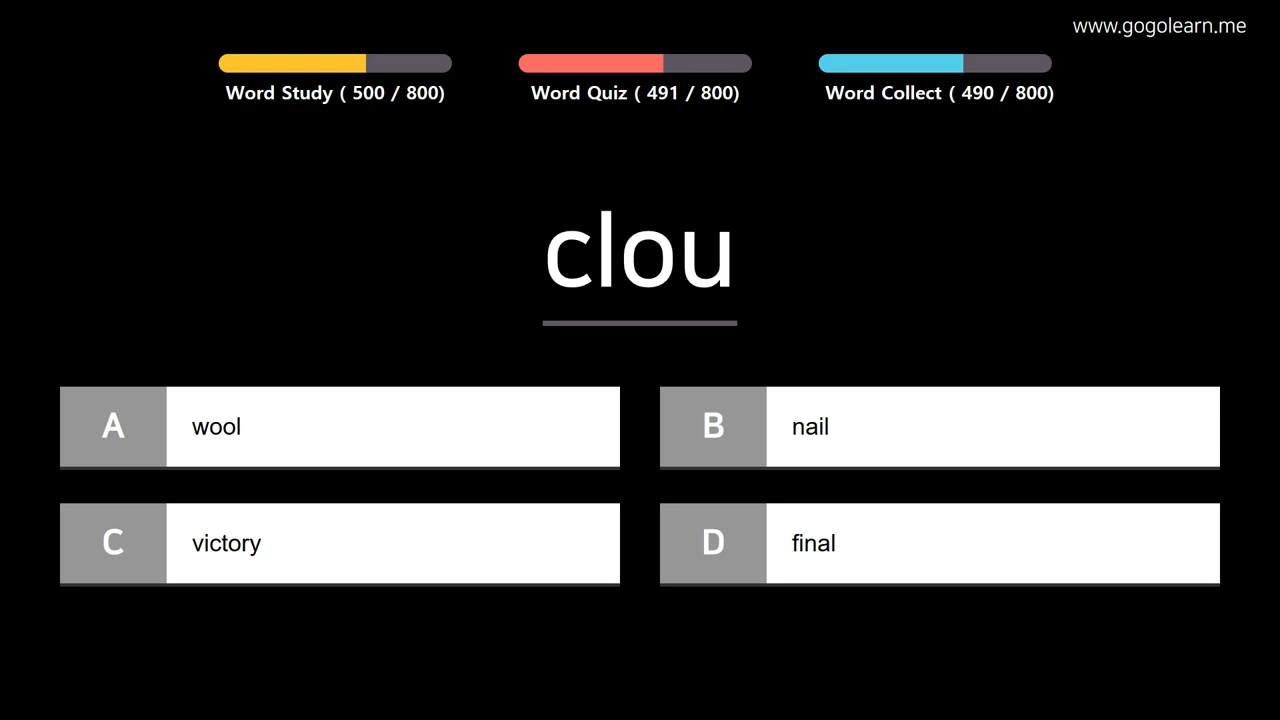 www.gogolearn.me
Word Study ( 500 / 800)
Word Quiz ( 491 / 800)
Word Collect ( 490 / 800)
clou
A wool
B nail
C victory
D final